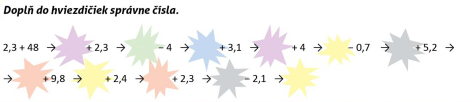 Doplň do hviezdičiek správne čísla.
2,3 + 48 → + 2,3 → − 4 → + 3,1 → + 4 → − 0,7 → + 5,2 →
→ + 9,8 → + 2,4 → + 2,3 → − 2,1 →